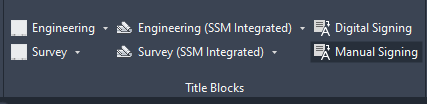 Engineering Engineering (SSM Integrated) Digital Signing
Survey Survey (SSM Integrated) Manual Signing
Title Blocks